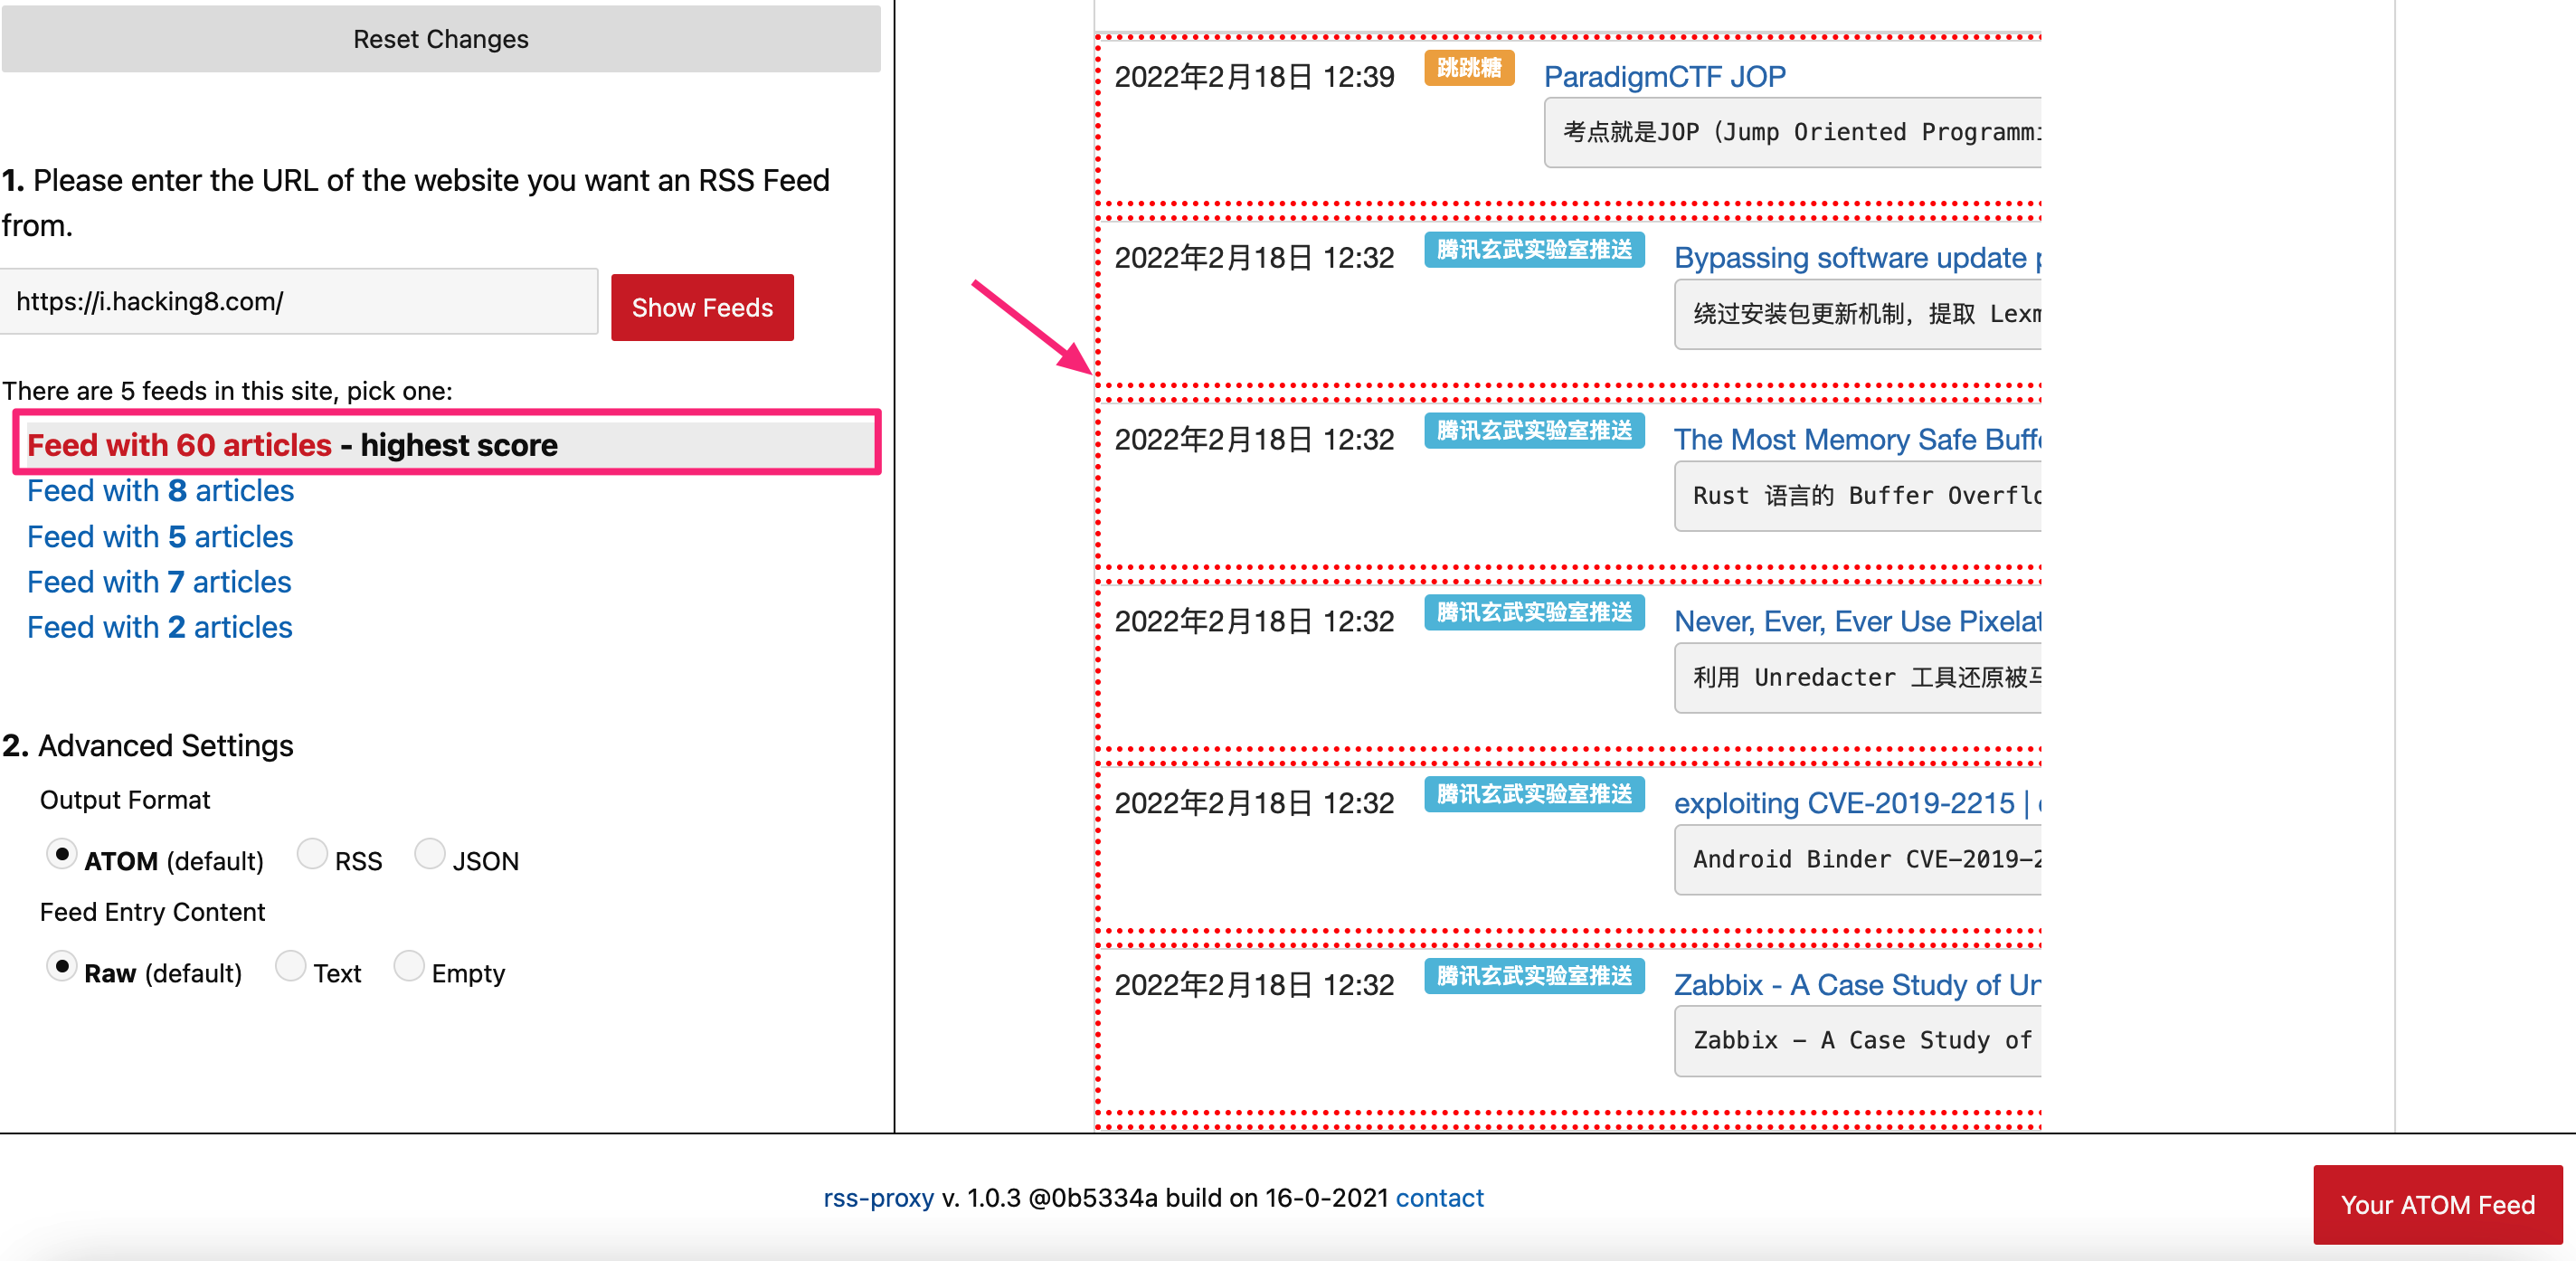 Reset Changes
1. Please enter the URL of the website you want an RSS Feed
from.
https://i.hacking8.com/
Show Feeds
There are 5 feeds in this site, pick one:
Feed with 60 articles - highest score
Feed with 8 articles
Feed with 5 articles
Feed with 7 articles
Feed with 2 articles
2. Advanced Settings
Output Format
ATOM (default) RSS JSON
Feed Entry Content
Raw (default) Text Empty
2022年2月18日 12:39 跳跳糖 ParadigmCTF JOP
考点就是JOP（Jump Oriented Programmi
2022年2月18日 12:32 腾讯玄武实验室推送 Bypassing software update p
绕过安装包更新机制，提取 Lexm
2022年2月18日 12:32 腾讯玄武实验室推送 The Most Memory Safe Buffe
Rust 语言的 Buffer Overflo
2022年2月18日 12:32 腾讯玄武实验室推送 Never, Ever, Ever Use Pixelat
利用 Unredacter 工具还原被马
2022年2月18日 12:32 腾讯玄武实验室推送 exploiting CVE-2019-2215 |
Android Binder CVE-2019-2
2022年2月18日 12:32 腾讯玄武实验室推送 Zabbix - A Case Study of Un
Zabbix – A Case Study of
rss-proxy v. 1.0.3 @0b5334a build on 16-0-2021 contact
Your ATOM Feed